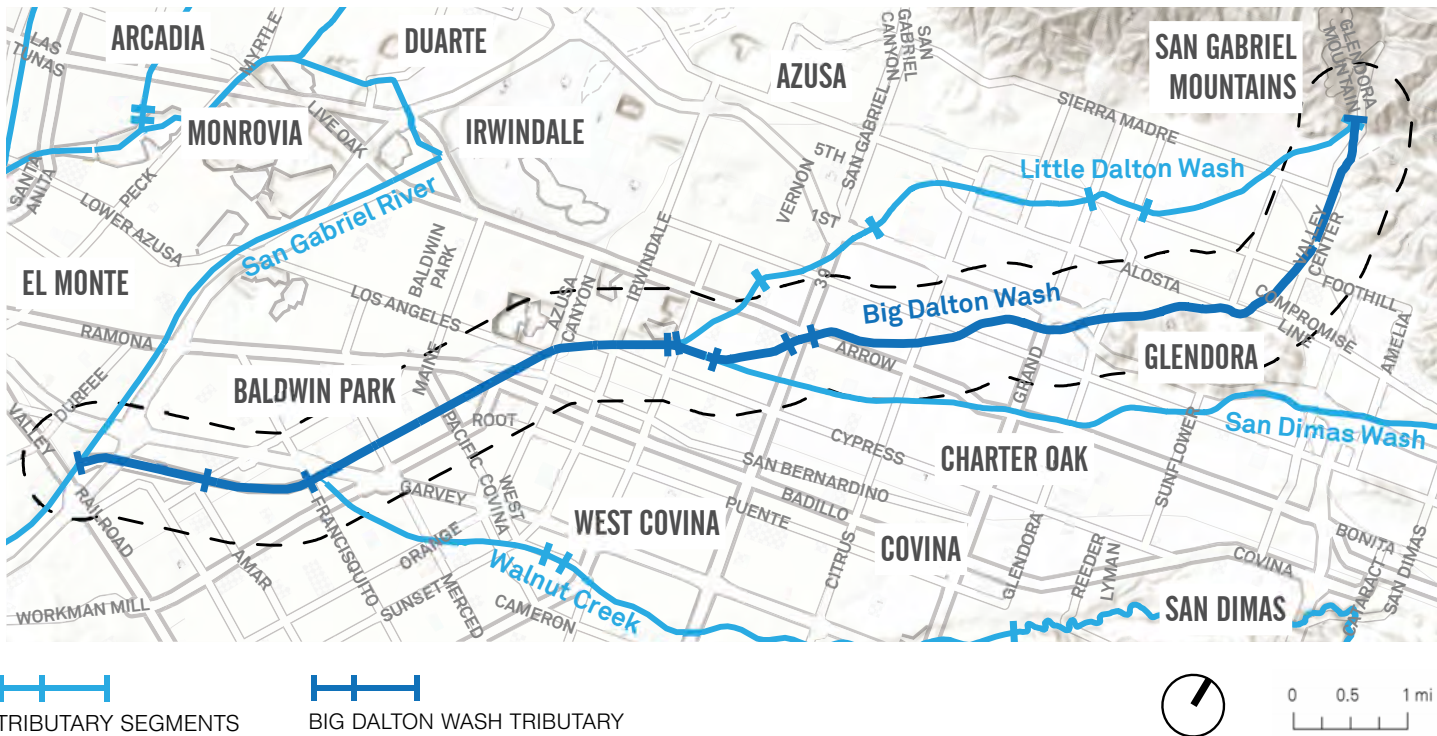 ARCADIA
DUARTE
LAS
TUNAS
MYRTLE
SAN
GABRIEL
CANYON
AZUSA
SAN GABRIEL
MOUNTAINS
GLENDORA
MOUNTAIN
MONROVIA
LIVE OAK
IRWINDALE
SIERRA MADRE
SANTA
ANITA
PECK
LOWER AZUSA
San Gabriel River
VERNON
5TH
SAN GABRIEL
1ST
Little Dalton Wash
VALLEY
CENTER
EL MONTE
BALDWIN
PARK
LOS ANGELES
AZUSA
CANYON
IRWINDALE
39
Big Dalton Wash
ALOSTA
FOOTHILL
COMPROMISE
LINE
AMELIA
RAMONA
DURFEE
VALLEY
BALDWIN PARK
MAINE
ARROW
GRAND
GLENDORA
ROOT
PACIFIC
WEST
COVINA
CYPRESS
SAN BERNARDINO
BADILLO
PUENTE
CHARTER OAK
SUNFLOWER
San Dimas Wash
RAILROAD
GARVEY
FRANCISQUITO
ORANGE
WEST COVINA
CITRUS
COVINA
GLENDORA
REEDER
LYMAN
COVINA
BONITA
CATARACT
SAN DIMAS
AMAR
SUNSET
MERCED
Walnut Creek
CAMERON
WORKMAN MILL
SAN DIMAS
TRIBUTARY SEGMENTS
BIG DALTON WASH TRIBUTARY
0 0.5 1 mi